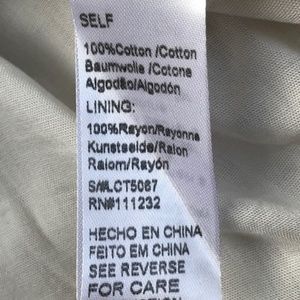 SELF
100%Cotton /Cotton
Baumwolle /Cotone
Algodão/Algodón
LINING:
100%Rayon/Rayonne
Kunstseide/Raion
Raiom/Rayón
S/#LCT5067
RN#111232
HECHO EN CHINA
FEITO EM CHINA
SEE REVERSE
FOR CARE